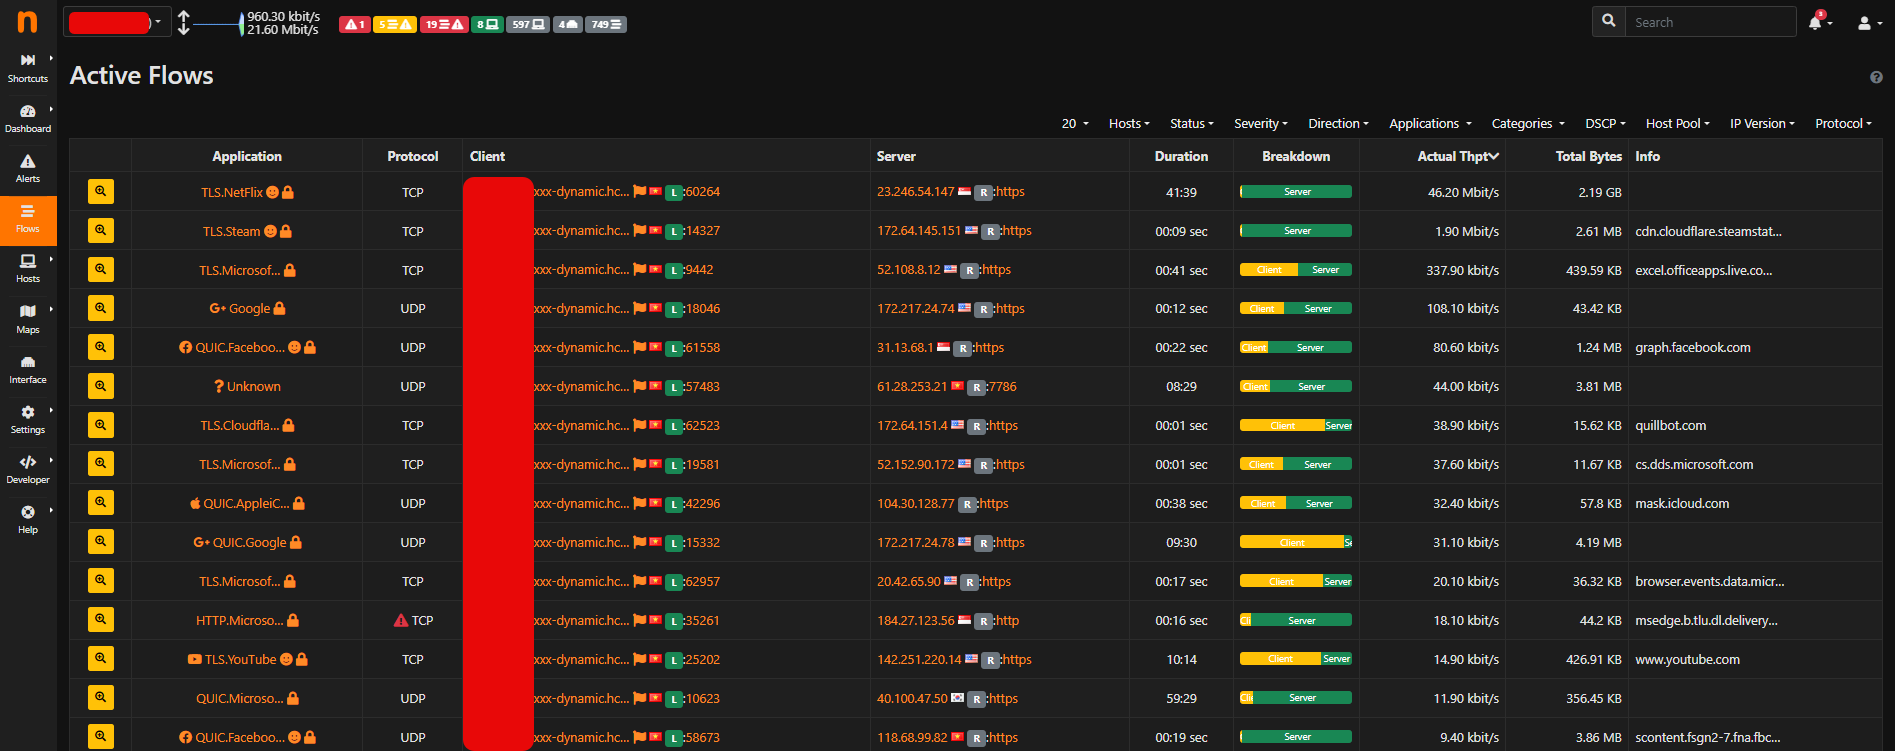 960.30 kbit/s
21.60 Mbit/s
1 5 19 8 597 4 749
Search
3
Shortcuts
Dashboard
Alerts
Flows
Hosts
Maps
Interface
Settings
Developer
Help
Active Flows
20 Hosts Status Severity Direction Applications Categories DSCP Host Pool IP Version Protocol
Application Protocol Client Server Duration Breakdown Actual Thpt Total Bytes Info
TLS.NetFlix TCP xxx-dynamic.hc... L :60264 23.246.54.147 R :https 41:39 Server 46.20 Mbit/s 2.19 GB
TLS.Steam TCP xxx-dynamic.hc... L :14327 172.64.145.151 R :https 00:09 sec Server 1.90 Mbit/s 2.61 MB cdn.cloudflare.steamstat...
TLS.Microsof... TCP xxx-dynamic.hc... L :9442 52.108.8.12 R :https 00:41 sec Client Server 337.90 kbit/s 439.59 KB excel.officeapps.live.co...
Google UDP xxx-dynamic.hc... L :18046 172.217.24.74 R :https 00:12 sec Client Server 108.10 kbit/s 43.42 KB
QUIC.Faceboo... UDP xxx-dynamic.hc... L :61558 31.13.68.1 R :https 00:22 sec Client Server 80.60 kbit/s 1.24 MB graph.facebook.com
? Unknown UDP xxx-dynamic.hc... L :57483 61.28.253.21 R :7786 08:29 Client Server 44.00 kbit/s 3.81 MB
TLS.Cloudfla... TCP xxx-dynamic.hc... L :62523 172.64.151.4 R :https 00:01 sec Client Server 38.90 kbit/s 15.62 KB quillbot.com
TLS.Microsof... TCP xxx-dynamic.hc... L :19581 52.152.90.172 R :https 00:01 sec Client Server 37.60 kbit/s 11.67 KB cs.dds.microsoft.com
QUIC.AppleiC... UDP xxx-dynamic.hc... L :42296 104.30.128.77 R :https 00:38 sec Client Server 32.40 kbit/s 57.8 KB mask.icloud.com
G+ QUIC.Google UDP xxx-dynamic.hc... L :15332 172.217.24.78 R :https 09:30 Client Se 31.10 kbit/s 4.19 MB
TLS.Microsof... TCP xxx-dynamic.hc... L :62957 20.42.65.90 R :https 00:17 sec Client Server 20.10 kbit/s 36.32 KB browser.events.data.micr...
HTTP.Microso... TCP xxx-dynamic.hc... L :35261 184.27.123.56 R :http 00:16 sec Cli Server 18.10 kbit/s 44.2 KB msedge.b.tlu.dl.delivery...
TLS.YouTube TCP xxx-dynamic.hc... L :25202 142.251.220.14 R :https 10:14 Client Server 14.90 kbit/s 426.91 KB www.youtube.com
QUIC.Microso... UDP xxx-dynamic.hc... L :10623 40.100.47.50 R :https 59:29 Clie Server 11.90 kbit/s 356.45 KB
QUIC.Faceboo... UDP xxx-dynamic.hc... L :58673 118.68.99.82 R :https 00:19 sec Server 9.40 kbit/s 3.86 MB scontent.fsgn2-7.fna.fbc...